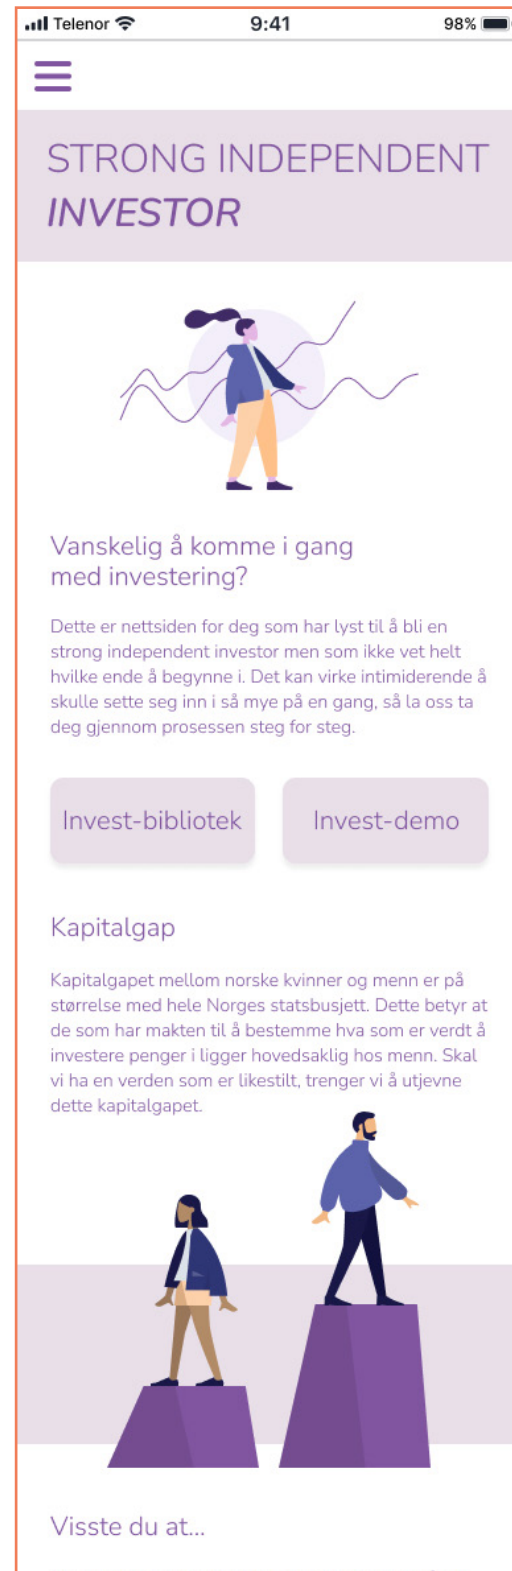 Telenor 9:41 98%
STRONG INDEPENDENT
INVESTOR
Vanskelig å komme i gang
med investering?
Dette er nettsiden for deg som har lyst til å bli en
strong independent investor men som ikke vet helt
hvilke ende å begynne i. Det kan virke intimiderende å
skulle sette seg inn i så mye på en gang, så la oss ta
deg gjennom prosessen steg for steg.
Invest-bibliotek Invest-demo
Kapitalgap
Kapitalgapet mellom norske kvinner og menn er på
størrelse med hele Norges statsbusjett. Dette betyr at
de som har makten til å bestemme hva som er verdt å
investere penger i ligger hovedsaklig hos menn. Skal
vi ha en verden som er likestilt, trenger vi å utjevne
dette kapitalgapet.
Visste du at...